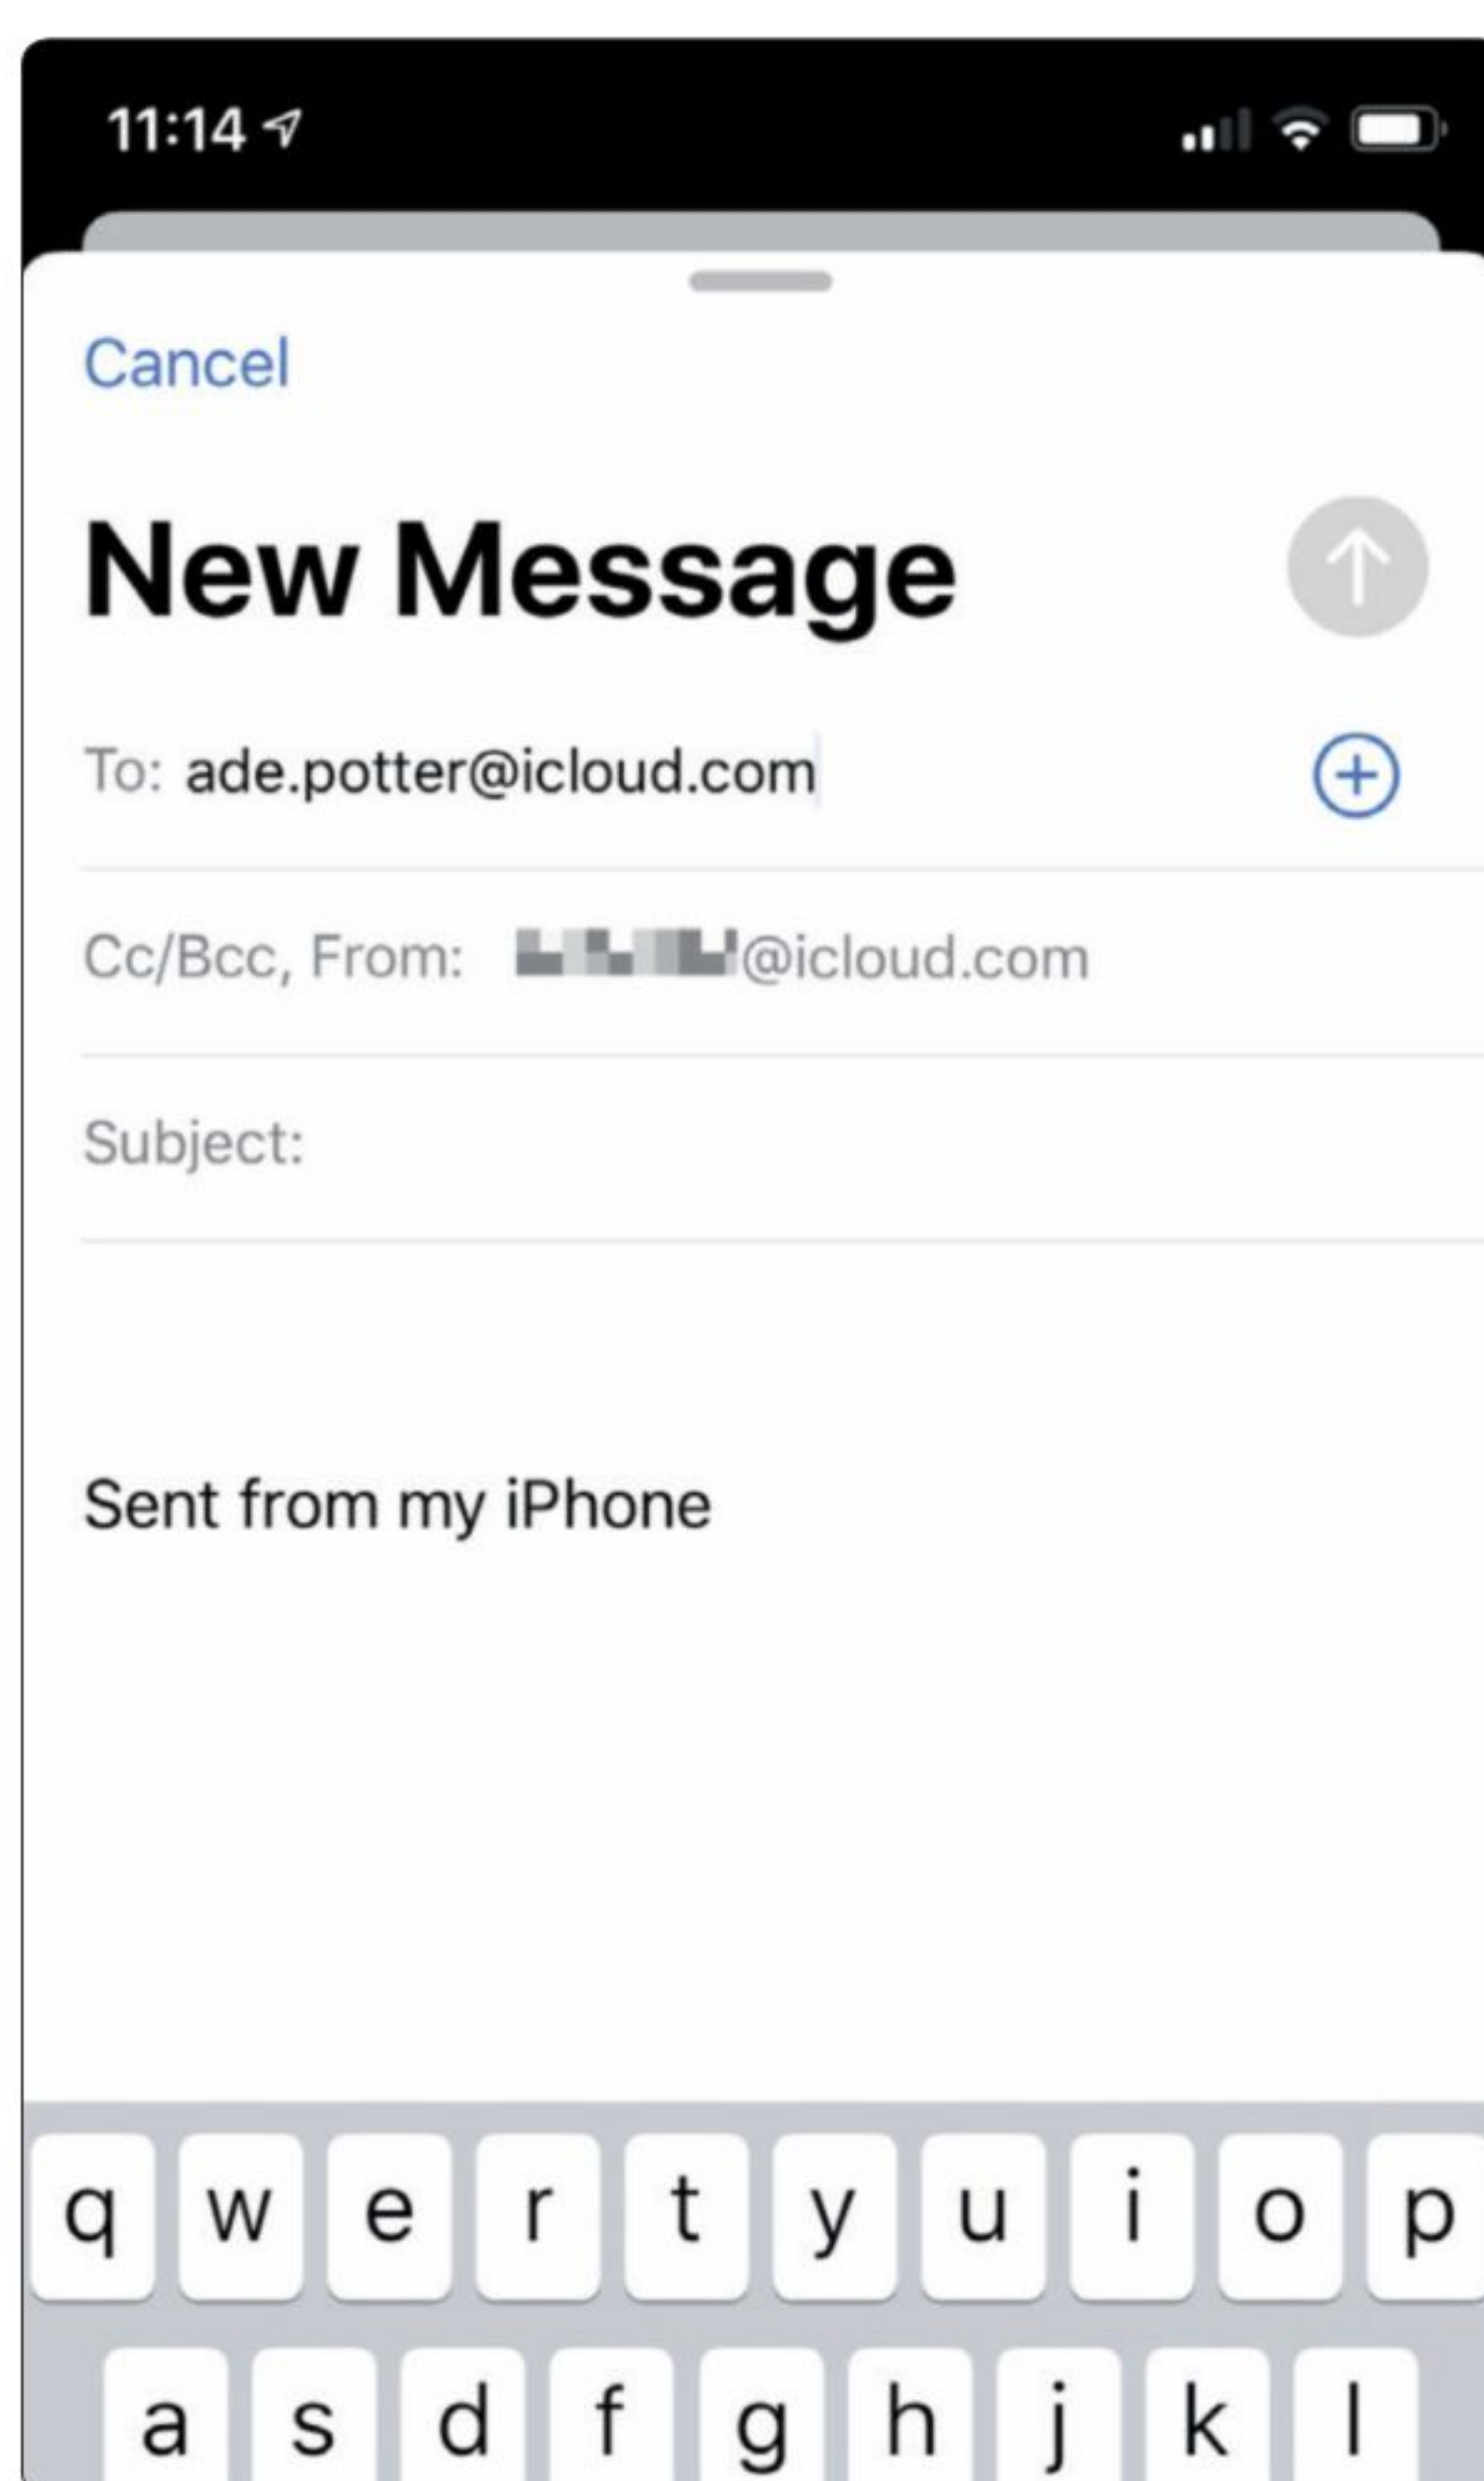 11:14
Cancel
New Message
To: ade.potter@icloud.com
Cc/Bcc, From: @icloud.com
Subject:
Sent from my iPhone
q w e r t y u i o p
a s d f g h j k l